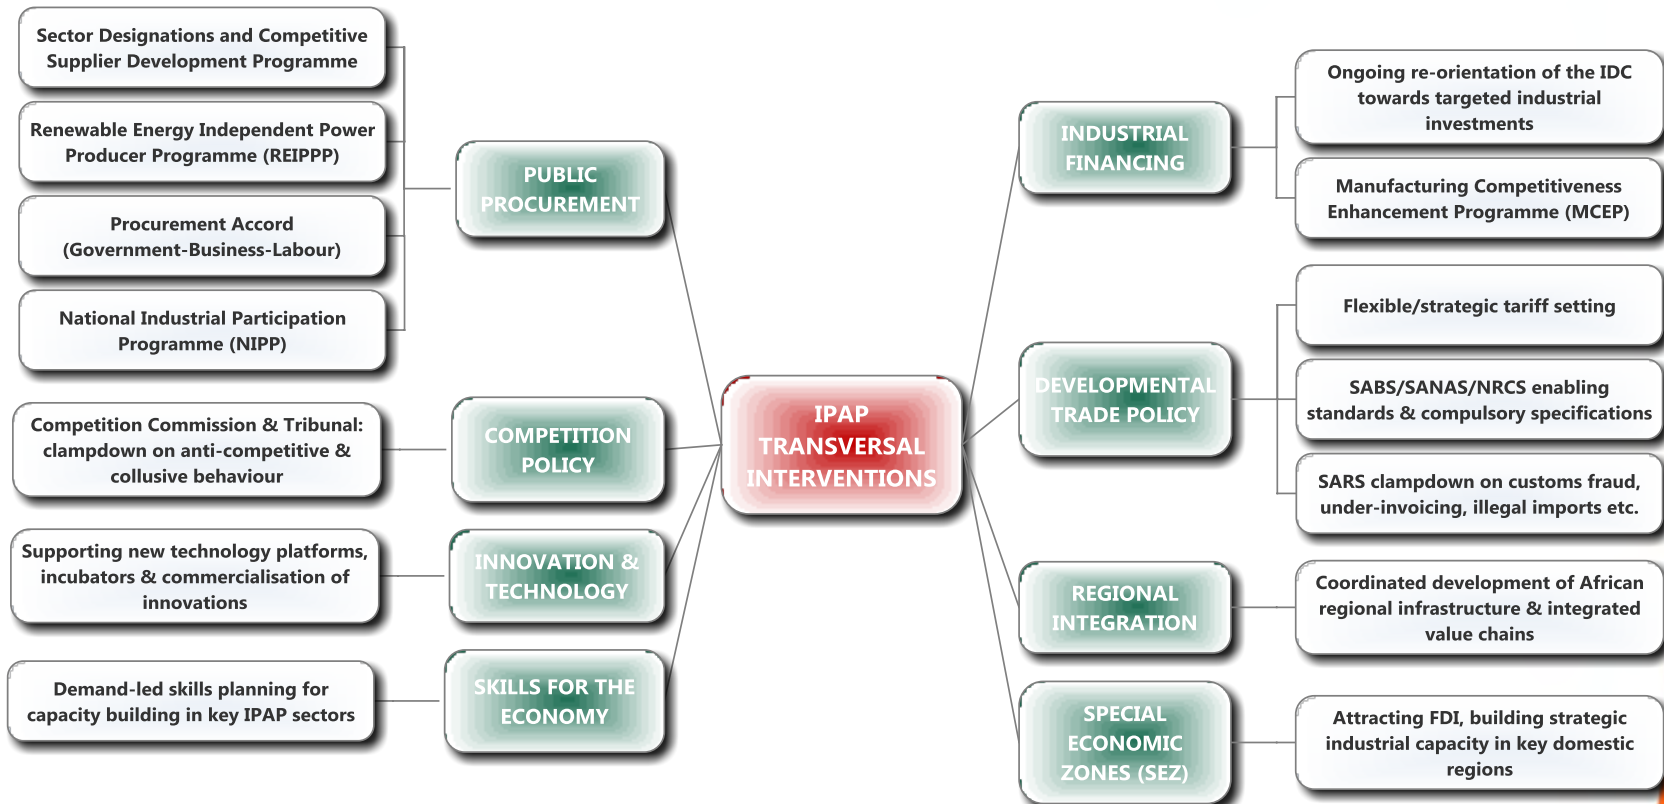 Sector Designations and Competitive
Supplier Development Programme
Renewable Energy Independent Power
Producer Programme (REIPPP)
Procurement Accord
(Government-Business-Labour)
National Industrial Participation
Programme (NIPP)
PUBLIC
PROCUREMENT
Competition Commission & Tribunal:
clampdown on anti-competitive &
collusive behaviour
COMPETITION
POLICY
Supporting new technology platforms,
incubators & commercialisation of
innovations
INNOVATION &
TECHNOLOGY
Demand-led skills planning for
capacity building in key IPAP sectors
SKILLS FOR THE
ECONOMY
IPAP
TRANSVERSAL
INTERVENTIONS
INDUSTRIAL
FINANCING
Ongoing re-orientation of the IDC
towards targeted industrial
investments
Manufacturing Competitiveness
Enhancement Programme (MCEP)
DEVELOPMENTAL
TRADE POLICY
Flexible/strategic tariff setting
SABS/SANAS/NRCS enabling
standards & compulsory specifications
SARS clampdown on customs fraud,
under-invoicing, illegal imports etc.
REGIONAL
INTEGRATION
Coordinated development of African
regional infrastructure & integrated
value chains
SPECIAL
ECONOMIC
ZONES (SEZ)
Attracting FDI, building strategic
industrial capacity in key domestic
regions